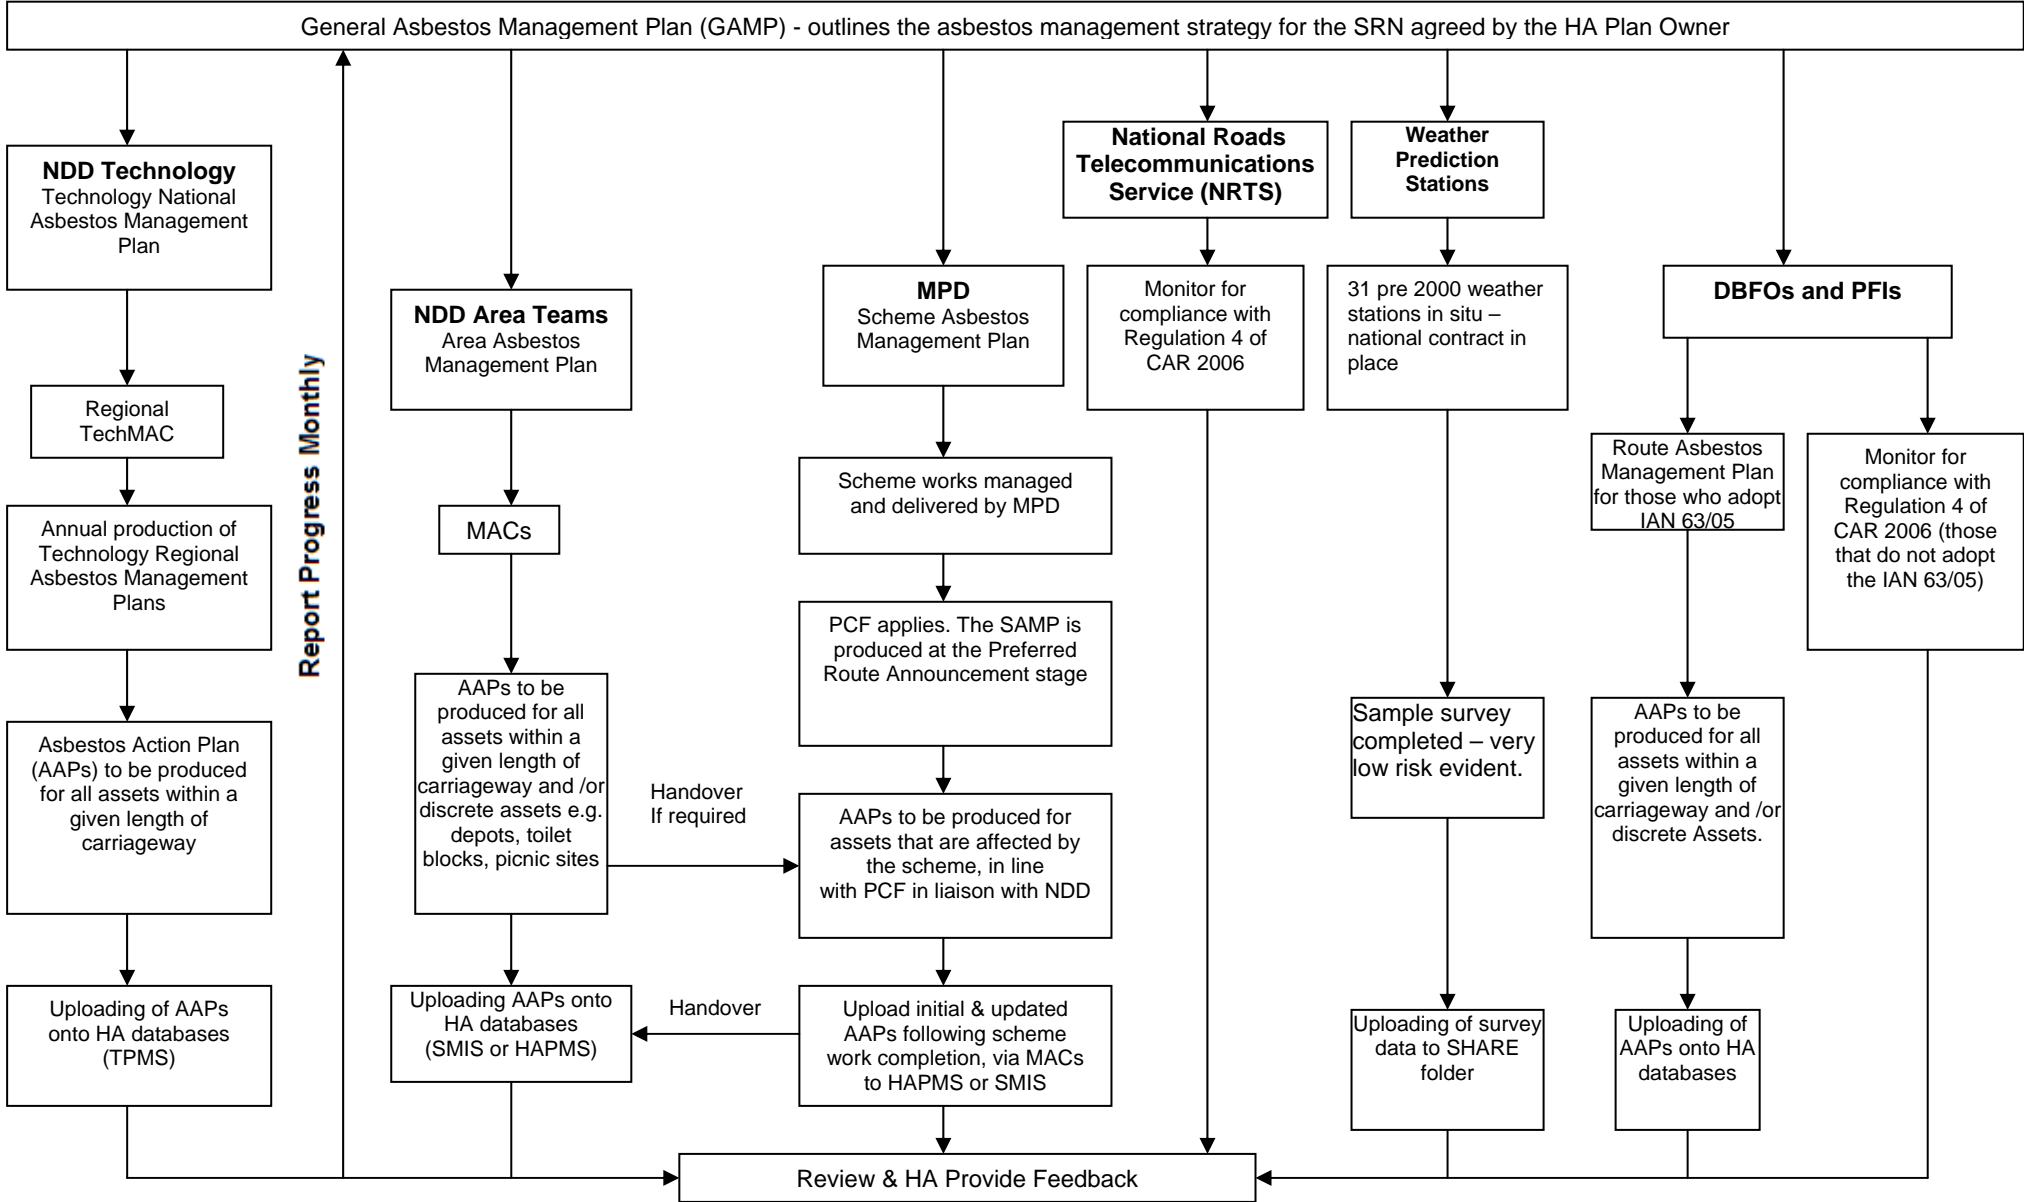 General Asbestos Management Plan (GAMP) - outlines the asbestos management strategy for the SRN agreed by the HA Plan Owner
NDD Technology
Technology National
Asbestos Management
Plan
Regional
TechMAC
Annual production of
Technology Regional
Asbestos Management
Plans
Asbestos Action Plan
(AAPs) to be produced
for all assets within a
given length of
carriageway
Uploading of AAPs
onto HA databases
(TPMS)
Report Progress Monthly
NDD Area Teams
Area Asbestos
Management Plan
MACs
AAPs to be
produced for all
assets within a
given length of
carriageway and /or
discrete assets e.g.
depots, toilet
blocks, picnic sites
Uploading AAPs onto
HA databases
(SMIS or HAPMS)
Handover
If required
Handover
MPD
Scheme Asbestos
Management Plan
Scheme works managed
and delivered by MPD
PCF applies. The SAMP is
produced at the Preferred
Route Announcement stage
AAPs to be produced for
assets that are affected by
the scheme, in line
with PCF in liaison with NDD
Upload initial & updated
AAPs following scheme
work completion, via MACs
to HAPMS or SMIS
National Roads
Telecommunications
Service (NRTS)
Monitor for
compliance with
Regulation 4 of
CAR 2006
Weather
Prediction
Stations
31 pre 2000 weather
stations in situ –
national contract in
place
Sample survey
completed – very
low risk evident.
Uploading of survey
data to SHARE
folder
DBFOs and PFIs
Route Asbestos
Management Plan
for those who adopt
IAN 63/05
AAPs to be
produced for all
assets within a
given length of
carriageway and /or
discrete Assets.
Uploading of
AAPs onto HA
databases
Monitor for
compliance with
Regulation 4 of
CAR 2006 (those
that do not adopt
the IAN 63/05)
Review & HA Provide Feedback